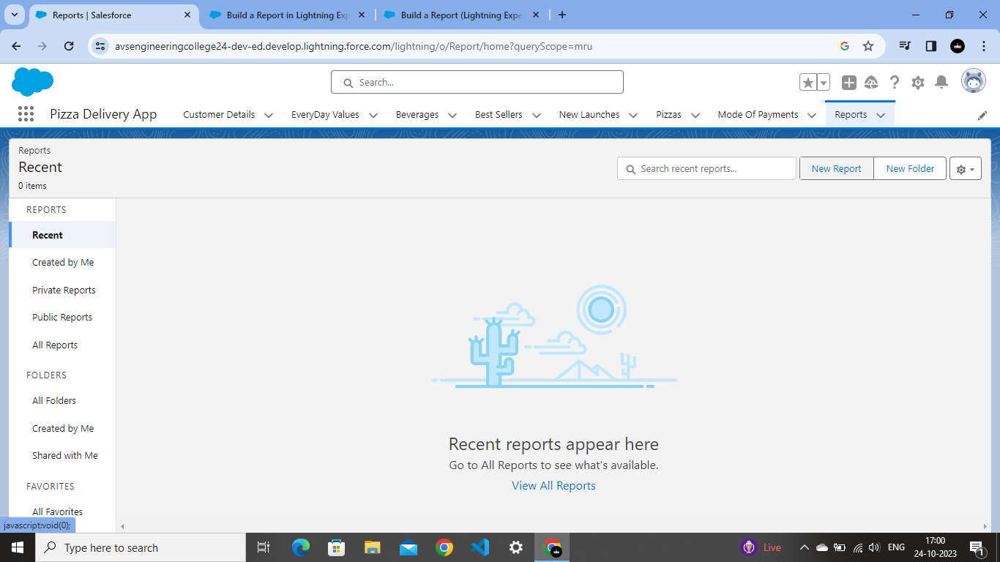 Reports | Salesforce
Build a Report in Lightning Exp
Build a Report (Lightning Expe
avsengineeringcollege24-dev-ed.develop.lightning.force.com/lightning/o/Report/home?queryScope=mru
Search...
Pizza Delivery App
Customer Details
EveryDay Values
Beverages
Best Sellers
New Launches
Pizzas
Mode Of Payments
Reports
Reports
Recent
0 items
Search recent reports...
New Report
New Folder
REPORTS
Recent
Created by Me
Private Reports
Public Reports
All Reports
FOLDERS
All Folders
Created by Me
Shared with Me
FAVORITES
All Favorites
Recent reports appear here
Go to All Reports to see what's available.
View All Reports
javascript:void(0);
Type here to search
Live
ENG
17:00
24-10-2023
1